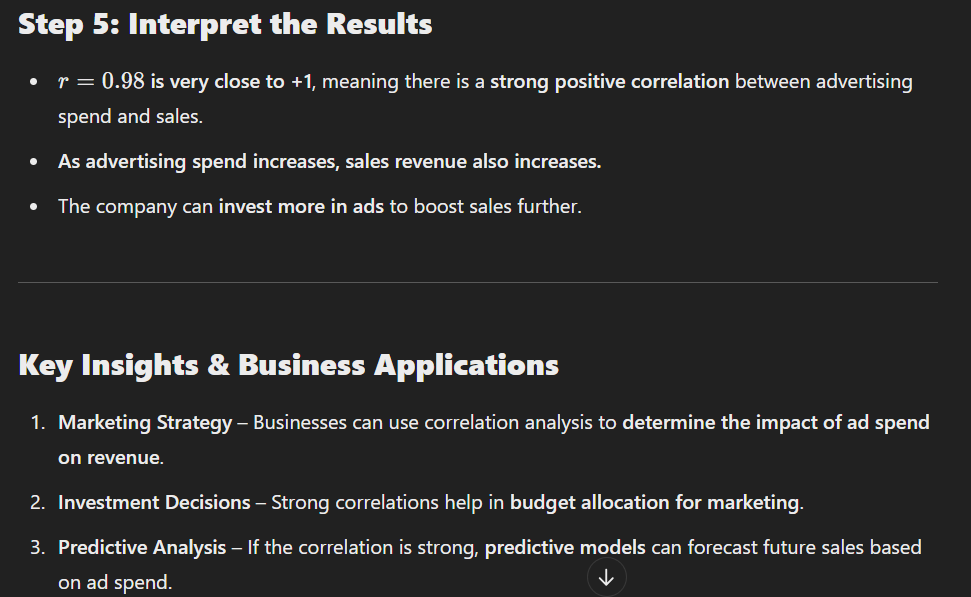 Step 5: Interpret the Results
• r = 0.98 is very close to +1, meaning there is a strong positive correlation between advertising
spend and sales.
• As advertising spend increases, sales revenue also increases.
• The company can invest more in ads to boost sales further.
Key Insights & Business Applications
1. Marketing Strategy – Businesses can use correlation analysis to determine the impact of ad spend
on revenue.
2. Investment Decisions – Strong correlations help in budget allocation for marketing.
3. Predictive Analysis – If the correlation is strong, predictive models can forecast future sales based
on ad spend.